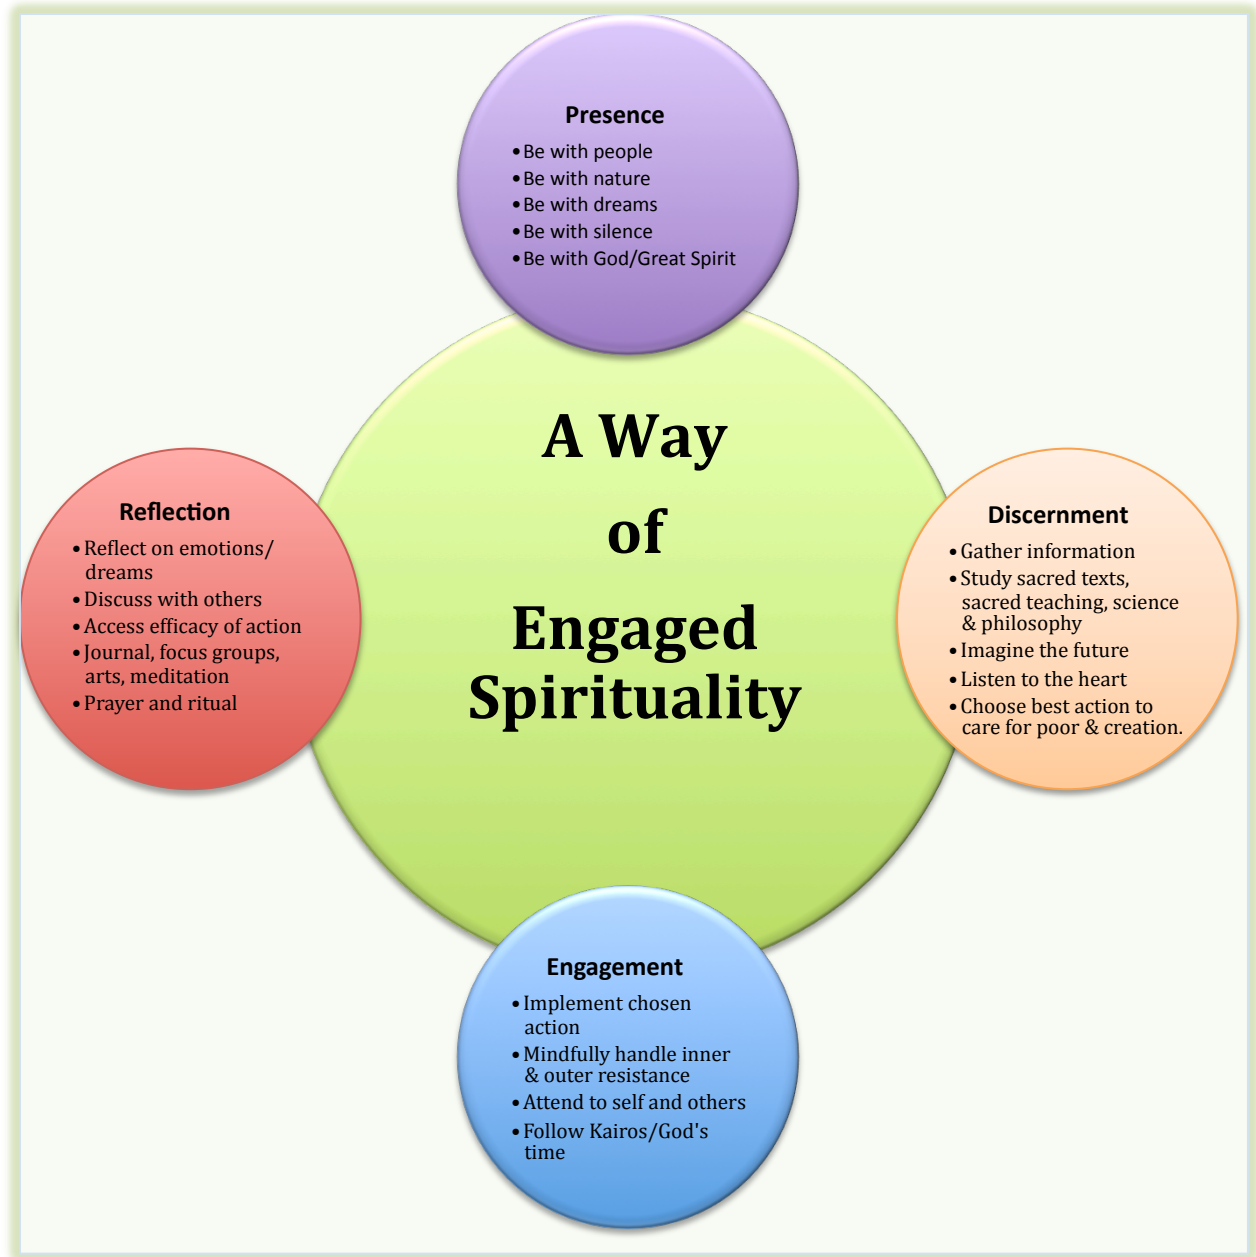 Presence
•Be with people
•Be with nature
•Be with dreams
•Be with silence
•Be with God/Great Spirit
A Way
of
Engaged
Spirituality
Reflection
•Reflect on emotions/
dreams
•Discuss with others
•Access efficacy of action
•Journal, focus groups,
arts, meditation
•Prayer and ritual
Discernment
•Gather information
•Study sacred texts,
sacred teaching, science
& philosophy
•Imagine the future
•Listen to the heart
•Choose best action to
care for poor & creation.
Engagement
•Implement chosen
action
•Mindfully handle inner
& outer resistance
•Attend to self and others
•Follow Kairos/God's
time